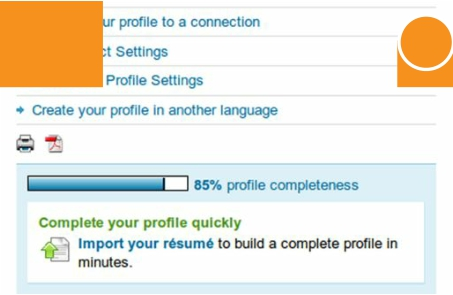 ur profile to a connection
ct Settings
Profile Settings
Create your profile in another language
85% profile completeness
Complete your profile quickly
Import your résumé to build a complete profile in
minutes.